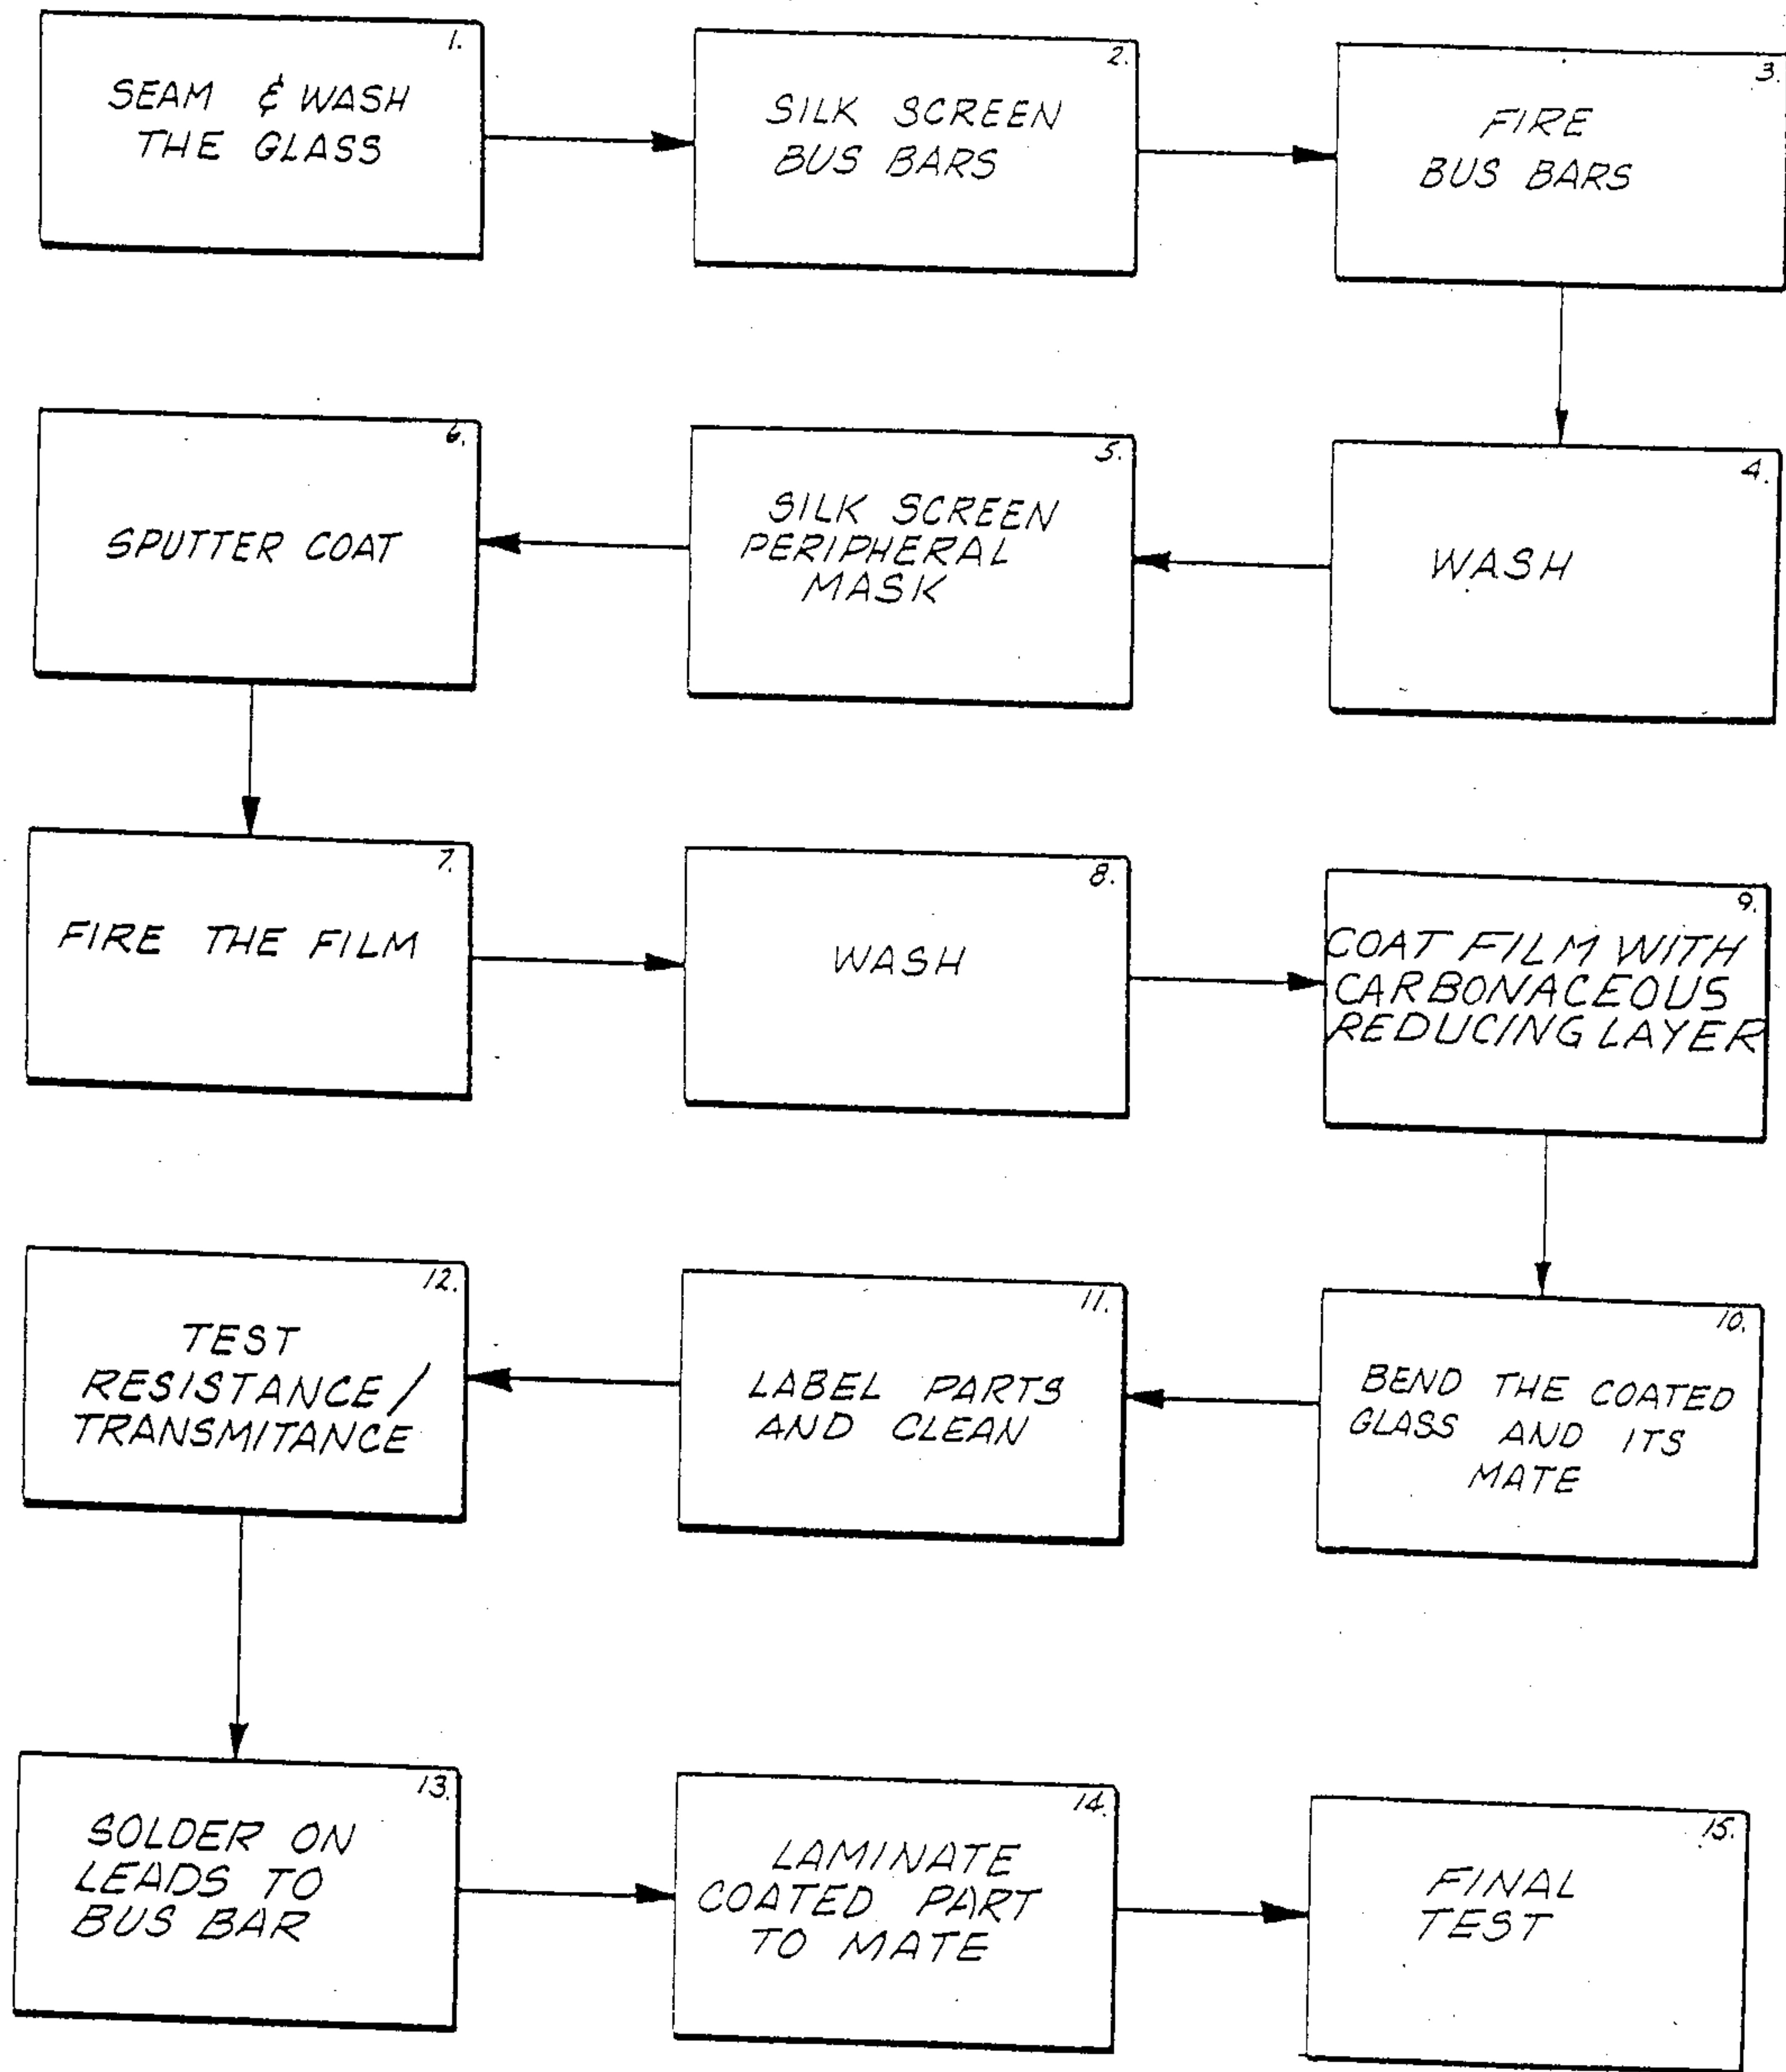 1.
SEAM & WASH
THE GLASS
2.
SILK SCREEN
BUS BARS
3.
FIRE
BUS BARS
4.
WASH
5.
SILK SCREEN
PERIPHERAL
MASK
6.
SPUTTER COAT
7.
FIRE THE FILM
8.
WASH
9.
COAT FILM WITH
CARBONACEOUS
REDUCING LAYER
10.
BEND THE COATED
GLASS AND ITS
MATE
11.
LABEL PARTS
AND CLEAN
12.
TEST
RESISTANCE/
TRANSMITANCE
13.
SOLDER ON
LEADS TO
BUS BAR
14.
LAMINATE
COATED PART
TO MATE
15.
FINAL
TEST